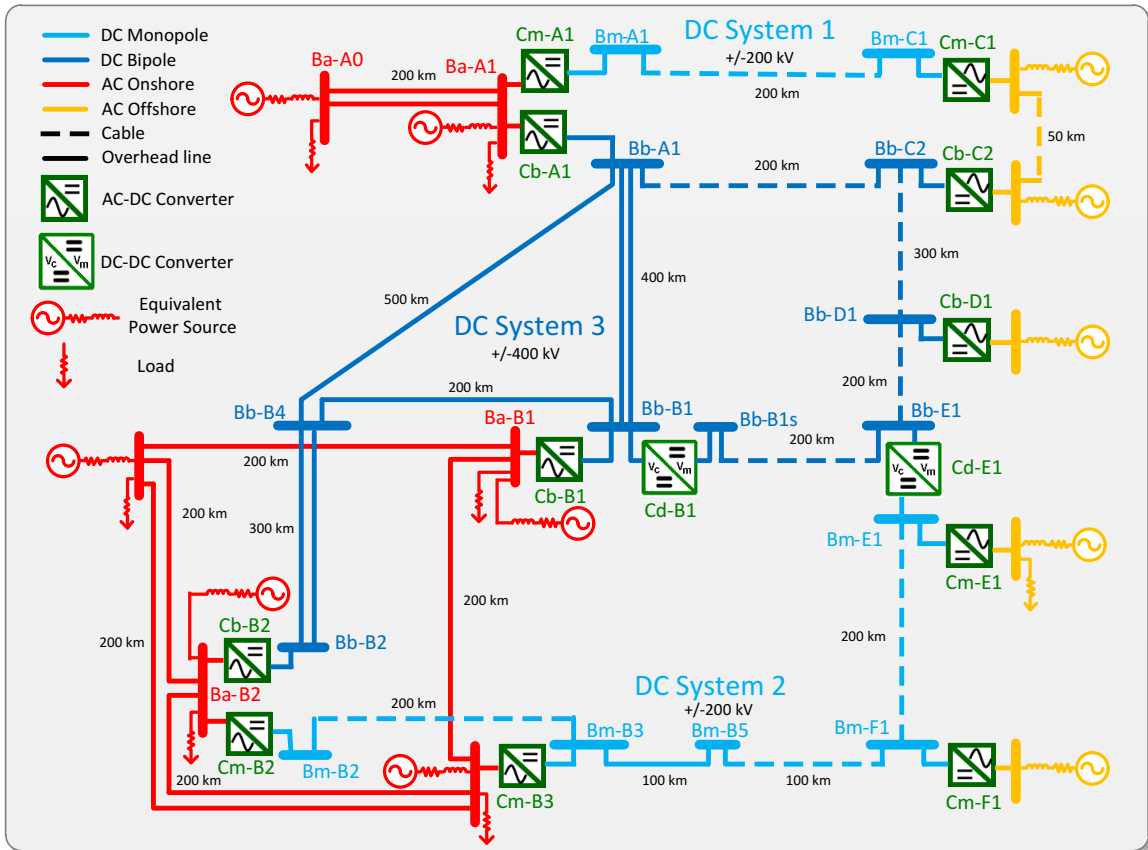 DC Monopole
DC Bipole
AC Onshore
AC Offshore
Cable
Overhead line
AC-DC Converter
Vc Vm
DC-DC Converter
Equivalent
Power Source
Load
Ba-A0
200 km
Ba-A1
Cm-A1
Bm-A1
DC System 1
+/-200 kV
200 km
Bm-C1
Cm-C1
50 km
Cb-A1
Bb-A1
200 km
Bb-C2
Cb-C2
300 km
500 km
400 km
DC System 3
+/-400 kV
Bb-D1
Cb-D1
200 km
200 km
Bb-B4
Ba-B1
Bb-B1
Bb-B1s
200 km
Bb-E1
Vc Vm
Cd-E1
200 km
Cb-B1
Vc Vm
Cd-B1
200 km
300 km
Bm-E1
Cm-E1
200 km
200 km
200 km
Cb-B2
Bb-B2
Ba-B2
Cm-B2
Bm-B2
200 km
200 km
DC System 2
+/-200 kV
Bm-B3
Bm-B5
Bm-F1
100 km
100 km
Cm-B3
Cm-F1